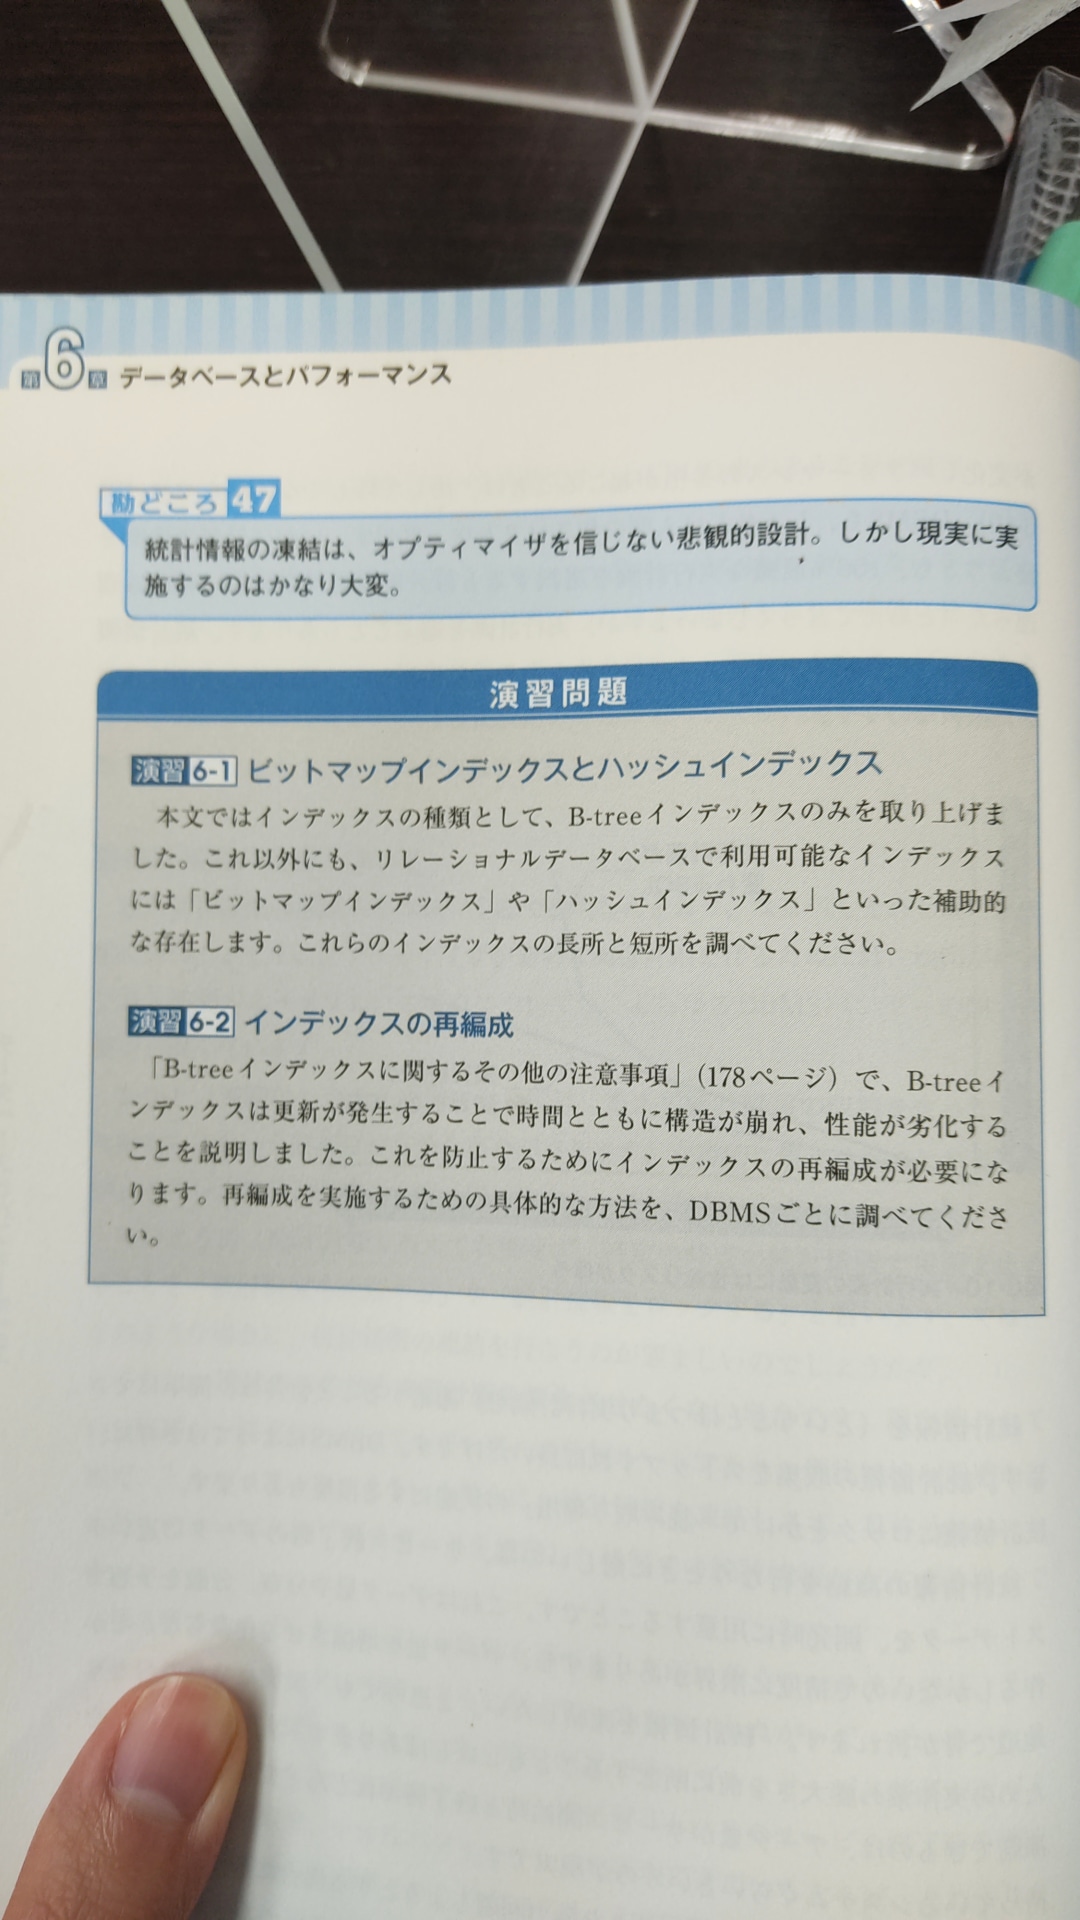 第6章 データベースとパフォーマンス
勘どころ 47
統計情報の凍結は、オプティマイザを信じない悲観的設計。しかし現実に実
施するのはかなり大変。
演習問題
演習6-1 ビットマップインデックスとハッシュインデックス
本文ではインデックスの種類として、B-treeインデックスのみを取り上げま
した。これ以外にも、リレーショナルデータベースで利用可能なインデックス
には「ビットマップインデックス」や「ハッシュインデックス」といった補助的
な存在します。これらのインデックスの長所と短所を調べてください。
演習6-2 インデックスの再編成
「B-treeインデックスに関するその他の注意事項」(178ページ) で、B-treeイ
ンデックスは更新が発生することで時間とともに構造が崩れ、性能が劣化する
ことを説明しました。これを防止するためにインデックスの再編成が必要にな
ります。再編成を実施するための具体的な方法を、DBMSごとに調べてくださ
い。